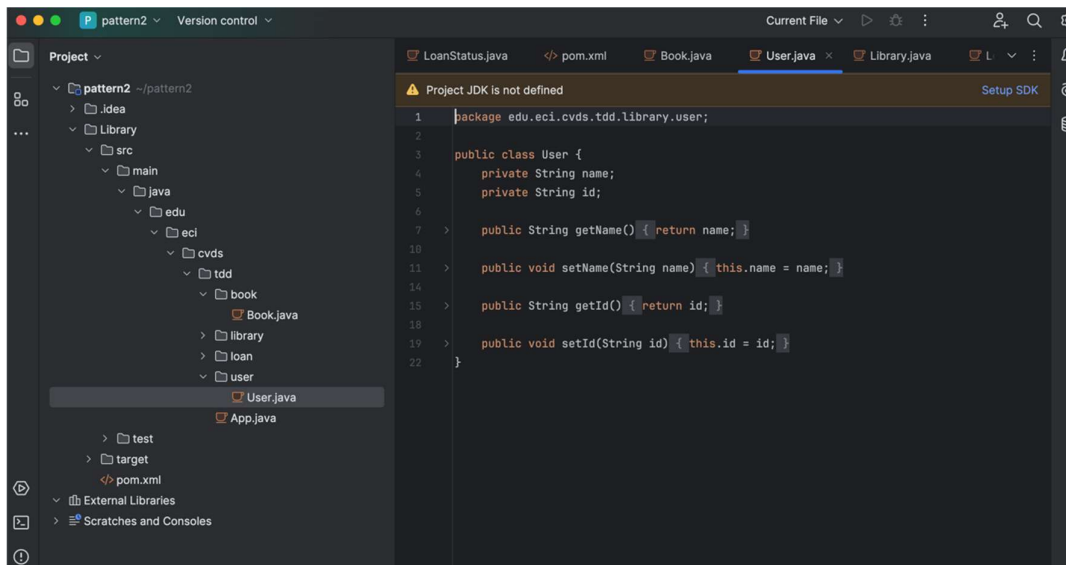 P pattern2 Version control Current File
Project
LoanStatus.java </> pom.xml Book.java User.java × Library.java L
pattern2 ~/pattern2
Project JDK is not defined Setup SDK
.idea
Library
src
main
java
edu
eci
cvds
tdd
book
Book.java
library
loan
user
User.java
App.java
test
target
</> pom.xml
External Libraries
Scratches and Consoles
1 package edu.eci.cvds.tdd.library.user;
2
3 public class User {
4 private String name;
5 private String id;
6
7 public String getName() { return name; }
10
11 public void setName(String name) { this.name = name; }
14
15 public String getId() { return id; }
18
19 public void setId(String id) { this.id = id; }
22 }